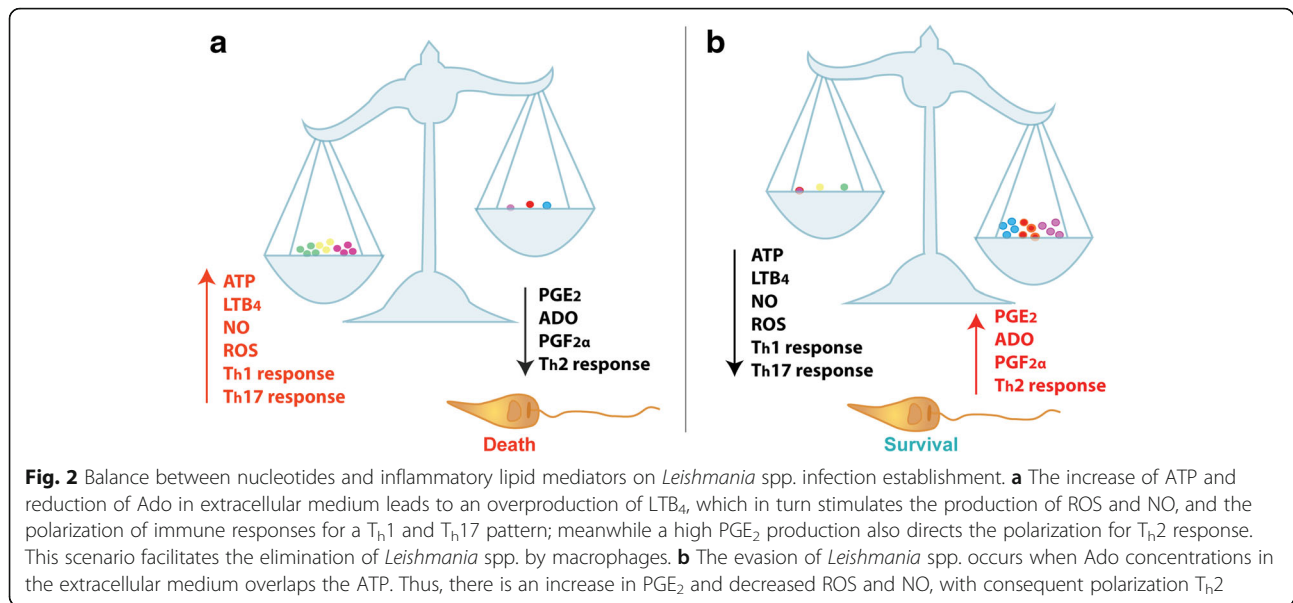 a
ATP
LTB4
NO
ROS
Th1 response
Th17 response
PGE2
ADO
PGF2α
Th2 response
Death
b
ATP
LTB4
NO
ROS
Th1 response
Th17 response
PGE2
ADO
PGF2α
Th2 response
Survival
Fig. 2 Balance between nucleotides and inflammatory lipid mediators on Leishmania spp. infection establishment. a The increase of ATP and
reduction of Ado in extracellular medium leads to an overproduction of LTB4, which in turn stimulates the production of ROS and NO, and the
polarization of immune responses for a Th1 and Th17 pattern; meanwhile a high PGE2 production also directs the polarization for Th2 response.
This scenario facilitates the elimination of Leishmania spp. by macrophages. b The evasion of Leishmania spp. occurs when Ado concentrations in
the extracellular medium overlaps the ATP. Thus, there is an increase in PGE2 and decreased ROS and NO, with consequent polarization Th2